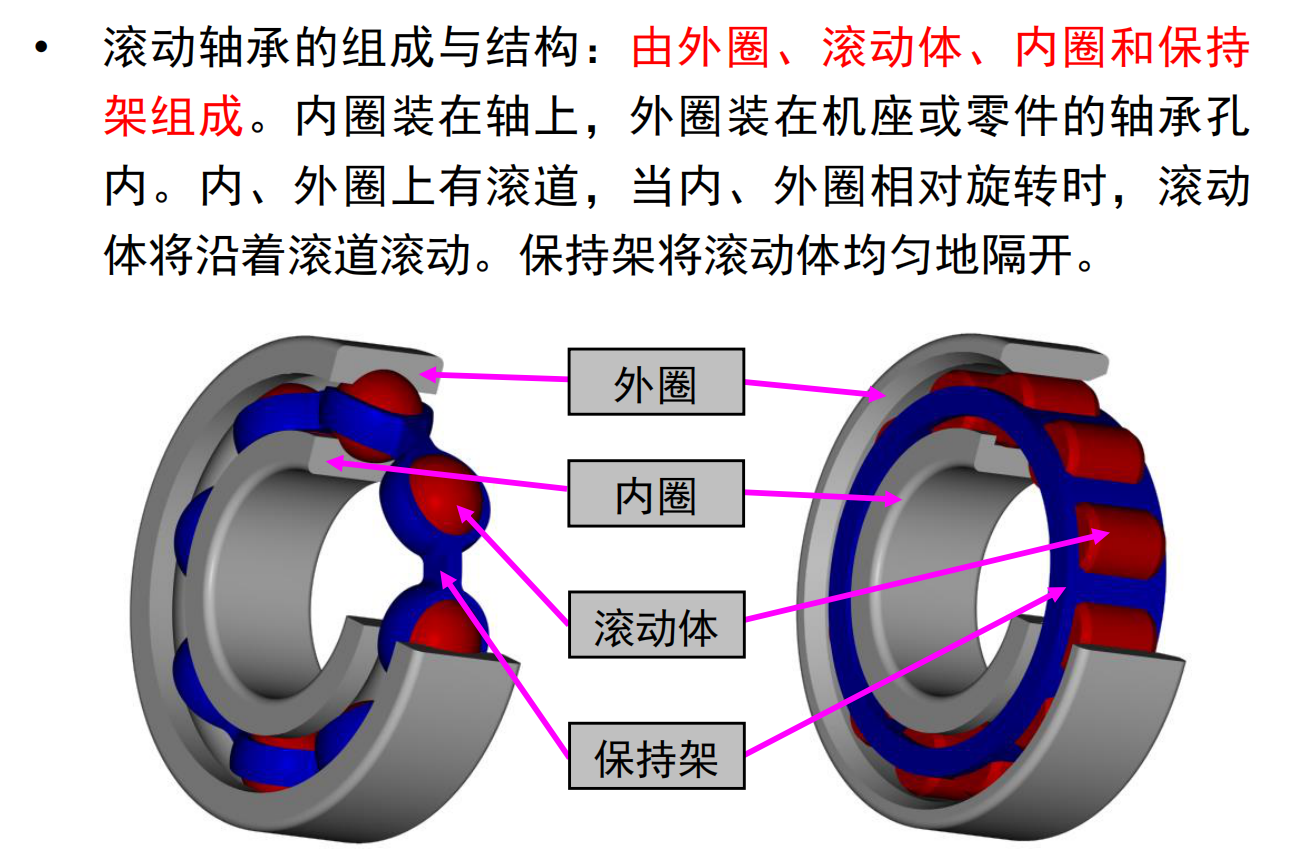 • 滚动轴承的组成与结构：由外圈、滚动体、内圈和保持
架组成。内圈装在轴上，外圈装在机座或零件的轴承孔
内。内、外圈上有滚道，当内、外圈相对旋转时，滚动
体将沿着滚道滚动。保持架将滚动体均匀地隔开。
外圈
内圈
滚动体
保持架